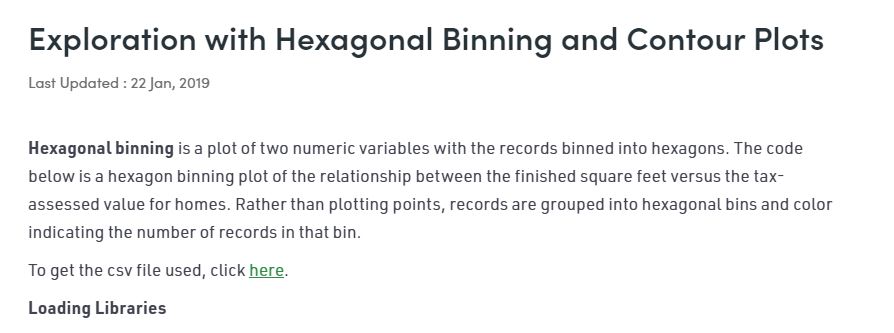 Exploration with Hexagonal Binning and Contour Plots
Last Updated : 22 Jan, 2019
Hexagonal binning is a plot of two numeric variables with the records binned into hexagons. The code
below is a hexagon binning plot of the relationship between the finished square feet versus the tax-
assessed value for homes. Rather than plotting points, records are grouped into hexagonal bins and color
indicating the number of records in that bin.
To get the csv file used, click here.
Loading Libraries